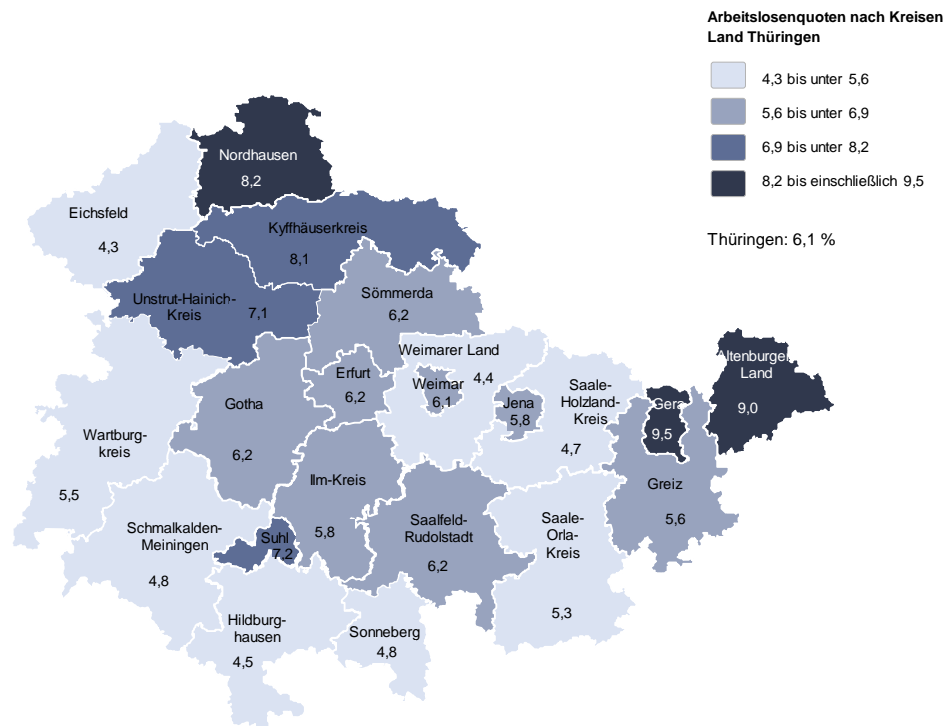 Arbeitslosenquoten nach Kreisen
Land Thüringen
4,3 bis unter 5,6
5,6 bis unter 6,9
6,9 bis unter 8,2
8,2 bis einschließlich 9,5
Thüringen: 6,1 %
Nordhausen
8,2
Eichsfeld
4,3
Kyffhäuserkreis
8,1
Unstrut-Hainich-
Kreis
7,1
Sömmerda
6,2
Weimarer Land
4,4
Weimar
6,1
Erfurt
6,2
Gotha
6,2
Jena
5,8
Saale-
Holzland-
Kreis
4,7
Gera
9,5
Altenburger
Land
9,0
Wartburg-
kreis
5,5
Ilm-Kreis
5,8
Greiz
5,6
Schmalkalden-
Meiningen
4,8
Suhl
7,2
Saalfeld-
Rudolstadt
6,2
Saale-
Orla-
Kreis
5,3
Hildburg-
hausen
4,5
Sonneberg
4,8